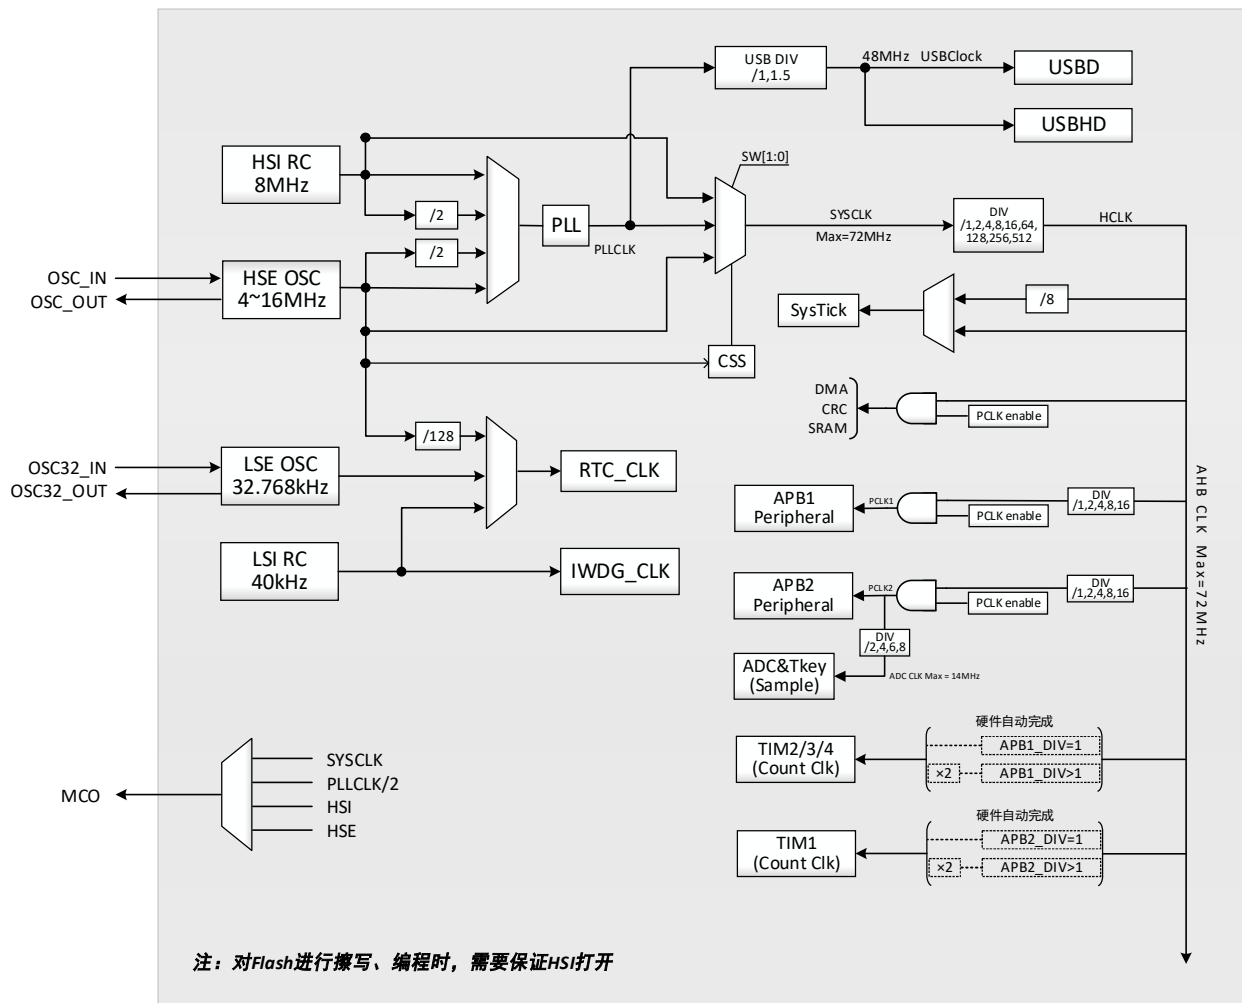 USB DIV
/1,1.5
48MHz USBClock
USBD
USBHD
HSI RC
8MHz
/2
/2
PLL
PLLCLK
SW[1:0]
SYSCLK
Max=72MHz
DIV
/1,2,4,8,16,64,
128,256,512
HCLK
OSC_IN
OSC_OUT
HSE OSC
4~16MHz
/8
SysTick
CSS
DMA
CRC
SRAM
PCLK enable
/128
OSC32_IN
OSC32_OUT
LSE OSC
32.768kHz
RTC_CLK
AHB CLK Max=72MHz
APB1
Peripheral
PCLK1
PCLK enable
DIV
/1,2,4,8,16
LSI RC
40kHz
IWDG_CLK
APB2
Peripheral
PCLK2
PCLK enable
DIV
/1,2,4,8,16
DIV
/2,4,6,8
ADC&Tkey
(Sample)
ADC CLK Max = 14MHz
硬件自动完成
TIM2/3/4
(Count Clk)
APB1_DIV=1
×2
APB1_DIV>1
MCO
SYSCLK
PLLCLK/2
HSI
HSE
硬件自动完成
TIM1
(Count Clk)
APB2_DIV=1
×2
APB2_DIV>1
注：对Flash进行擦写、编程时，需要保证HSI打开